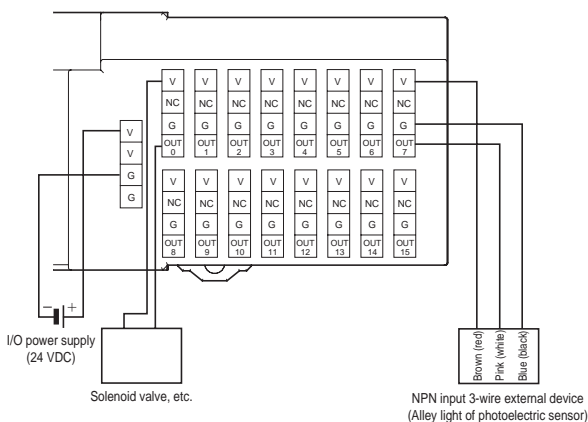 V V V V V V V V
NC NC NC NC NC NC NC NC
G G G G G G G G
OUT 0 OUT 1 OUT 2 OUT 3 OUT 4 OUT 5 OUT 6 OUT 7
V
V
G
G
V V V V V V V V
NC NC NC NC NC NC NC NC
G G G G G G G G
OUT 8 OUT 9 OUT 10 OUT 11 OUT 12 OUT 13 OUT 14 OUT 15
− +
I/O power supply
(24 VDC)
Solenoid valve, etc.
Brown (red)
Pink (white)
Blue (black)
NPN input 3-wire external device
(Alley light of photoelectric sensor)